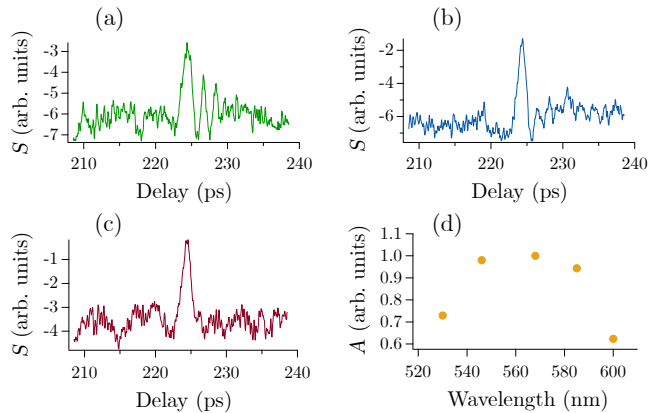 (a)
S (arb. units)
-3
-4
-5
-6
-7
210
220
230
240
Delay (ps)
(b)
S (arb. units)
-2
-4
-6
210
220
230
240
Delay (ps)
(c)
S (arb. units)
-1
-2
-3
-4
210
220
230
240
Delay (ps)
(d)
A (arb. units)
1.1
1.0
0.9
0.8
0.7
0.6
520
540
560
580
600
Wavelength (nm)